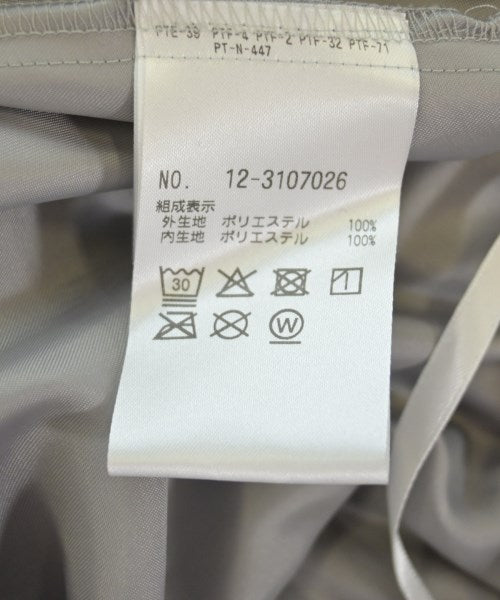 PTE-39 PTF-4 PTF-2 PTF-32 PTF-71
PT-N-447
NO. 12-3107026
組成表示
外生地 ポリエステル 100%
内生地 ポリエステル 100%
30
W